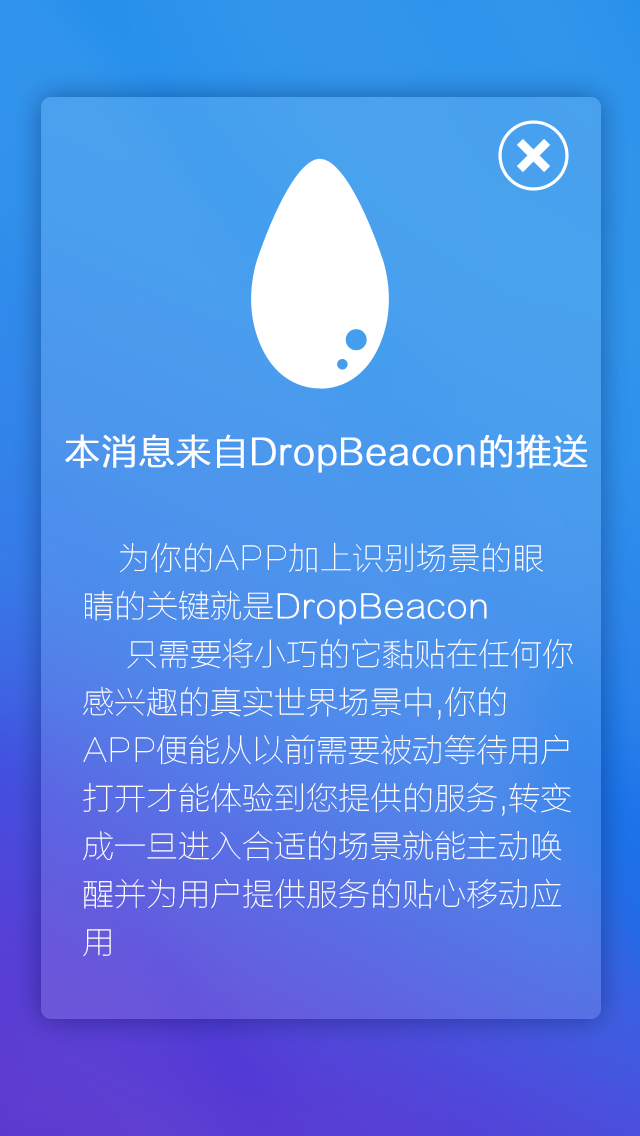 本消息来自DropBeacon的推送
为你的APP加上识别场景的眼
睛的关键就是DropBeacon
只需要将小巧的它黏贴在任何你
感兴趣的真实世界场景中,你的
APP便能从以前需要被动等待用户
打开才能体验到您提供的服务,转变
成一旦进入合适的场景就能主动唤
醒并为用户提供服务的贴心移动应
用